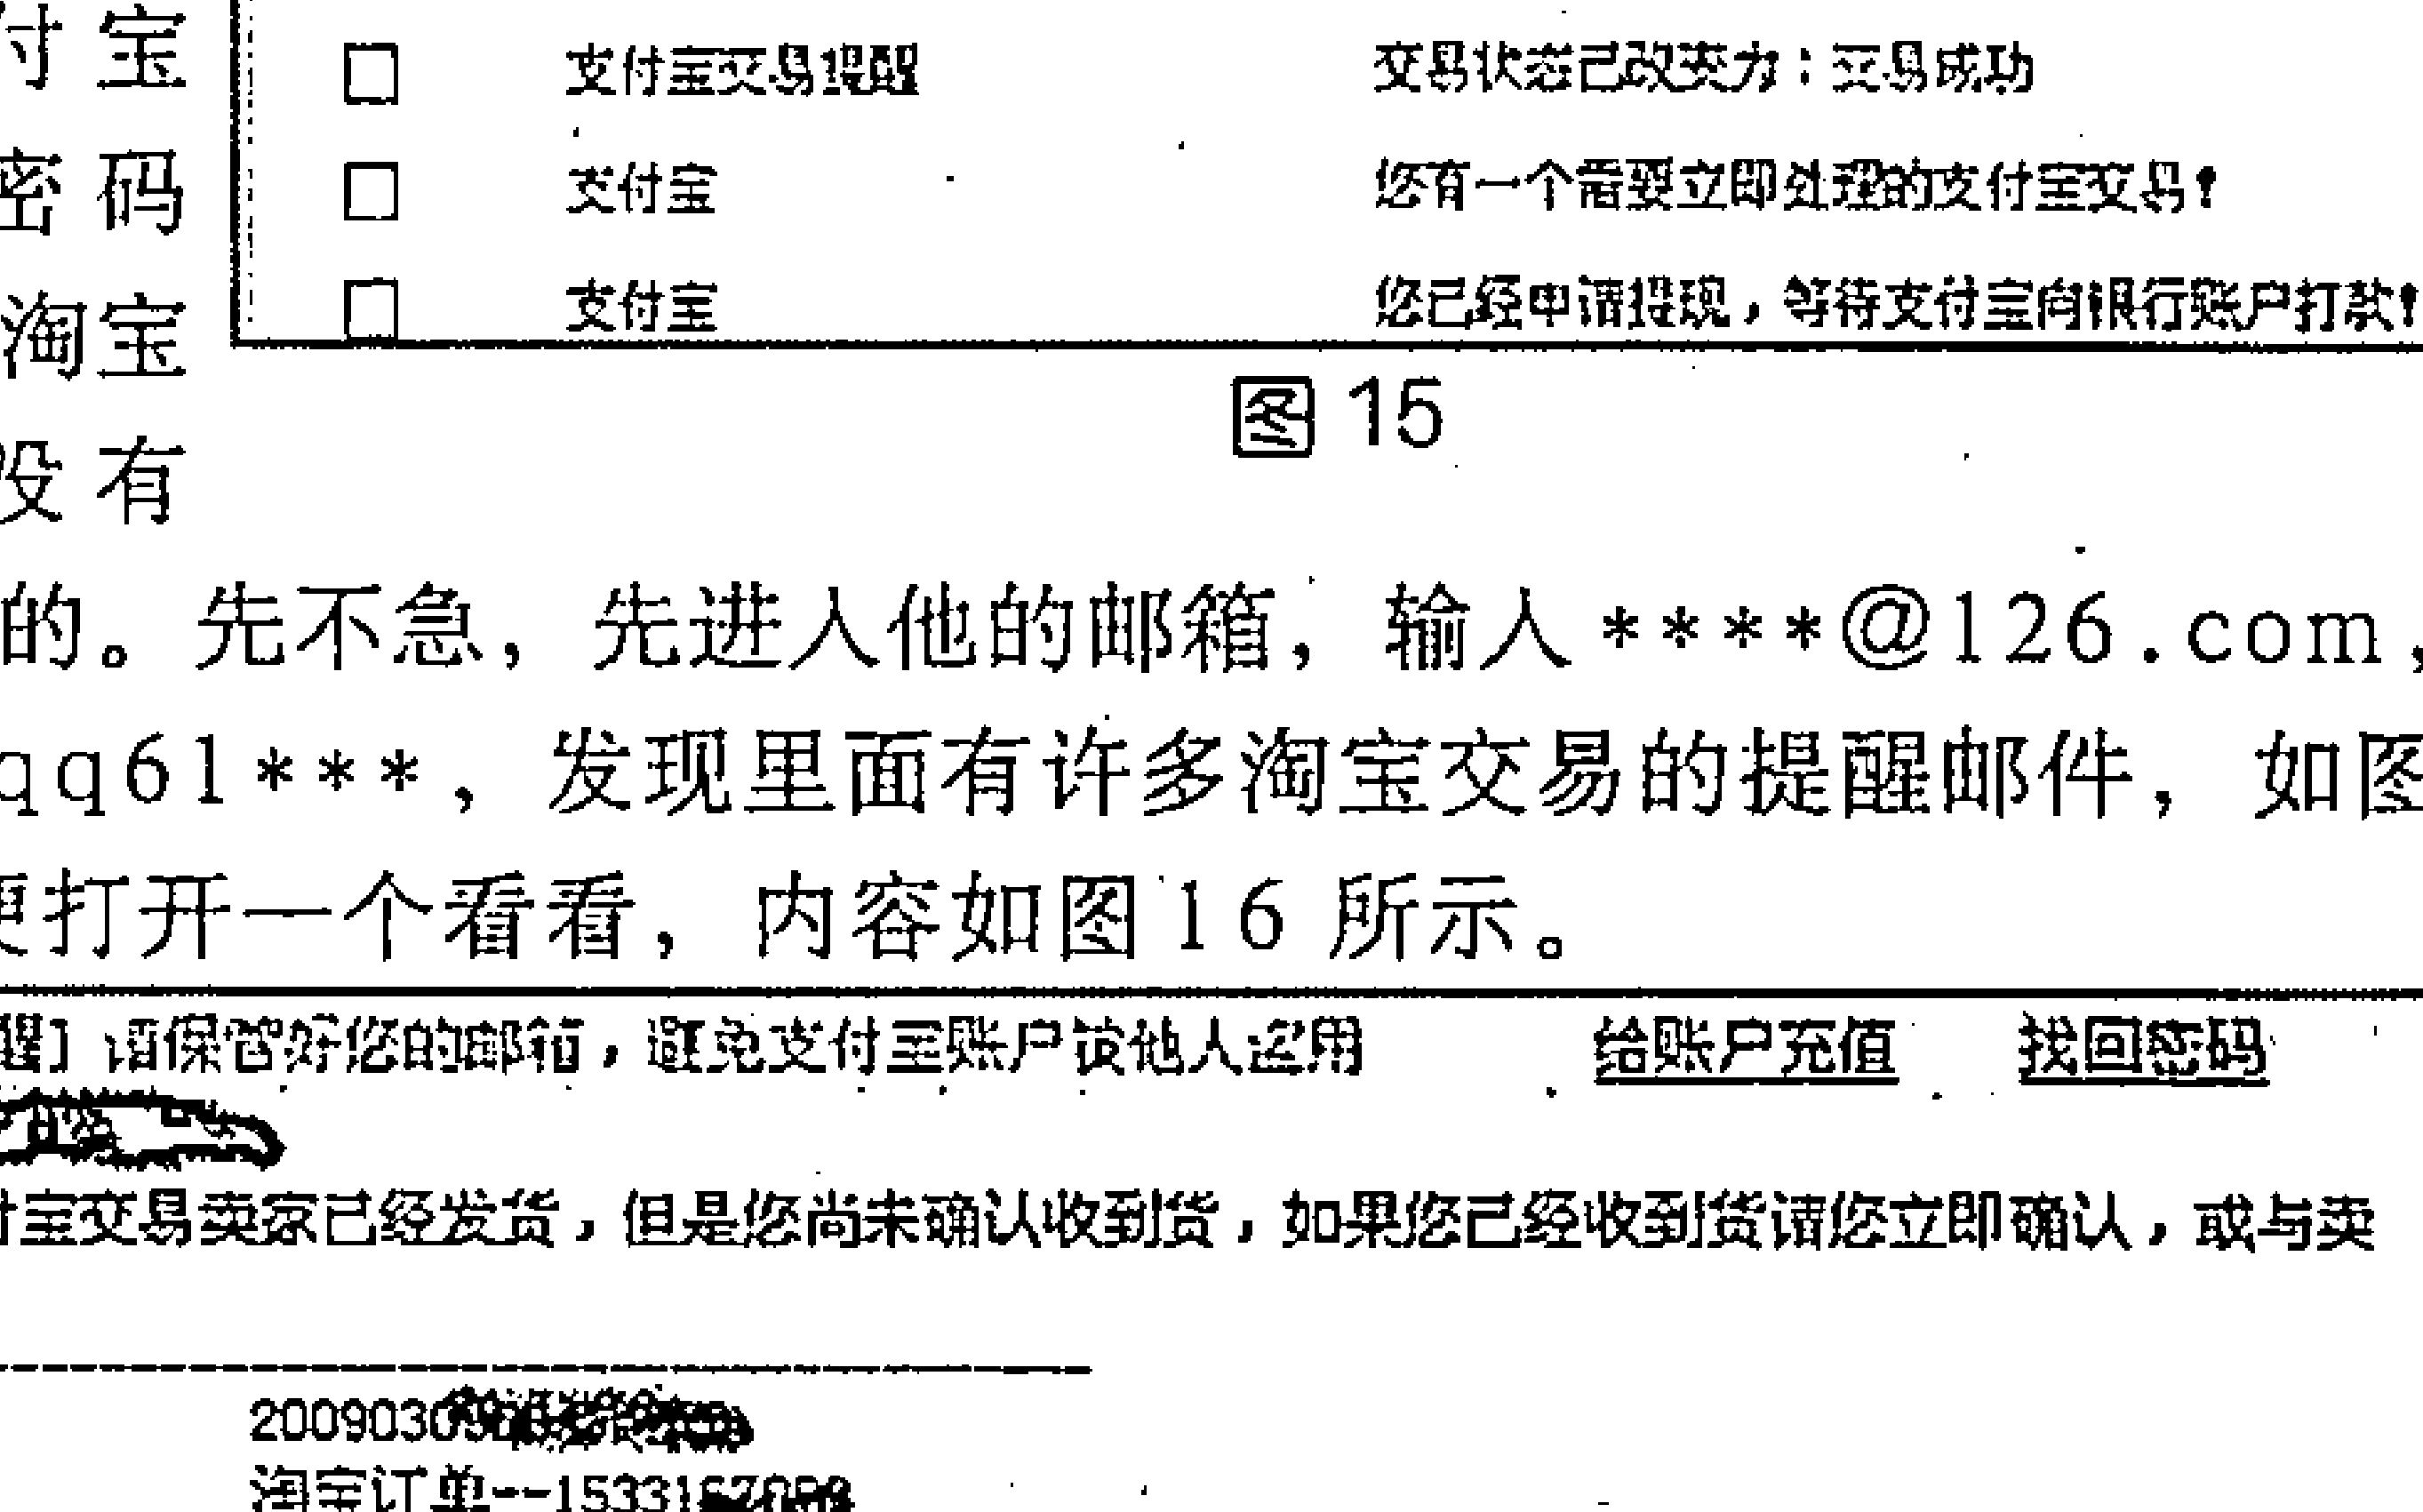 付宝
密码
淘宝
没有
支付宝交易提醒 交易状态已改变为：交易成功
支付宝 您有一个需要立即处理的支付宝交易！
支付宝 您已经申请提现，等待支付宝向银行账户打款！
图 15
的。先不急，先进入他的邮箱，输入****@126.com，
qq61***，发现里面有许多淘宝交易的提醒邮件，如图
便打开一个看看，内容如图16 所示。
醒] 请保管好您的邮箱，避免支付宝账户被他人盗用 给账户充值 找回密码
付宝交易卖家已经发货，但是您尚未确认收到货，如果您已经收到货请您立即确认，或与卖
2009030
淘宝订单--15331